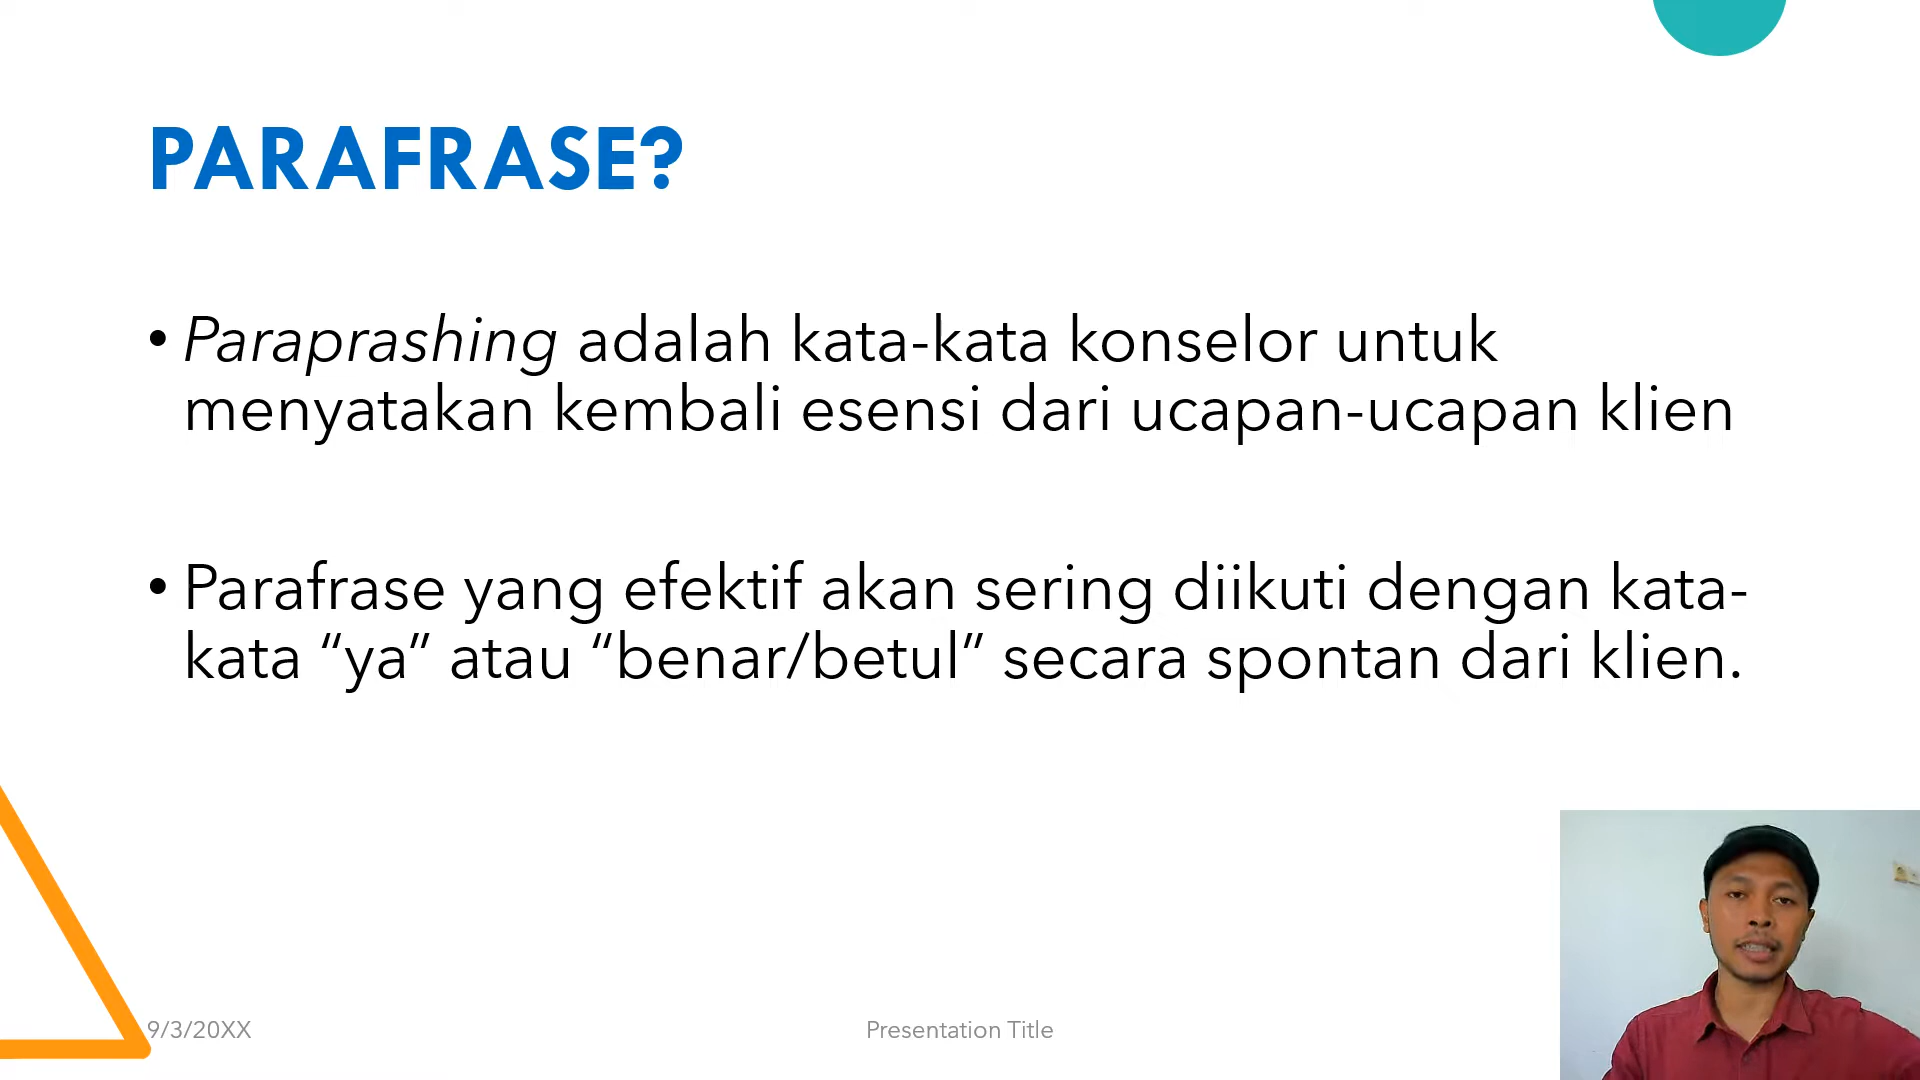 PARAFRASE?
• Paraprashing adalah kata-kata konselor untuk
menyatakan kembali esensi dari ucapan-ucapan klien
• Parafrase yang efektif akan sering diikuti dengan kata-
kata “ya” atau “benar/betul” secara spontan dari klien.
9/3/20XX
Presentation Title